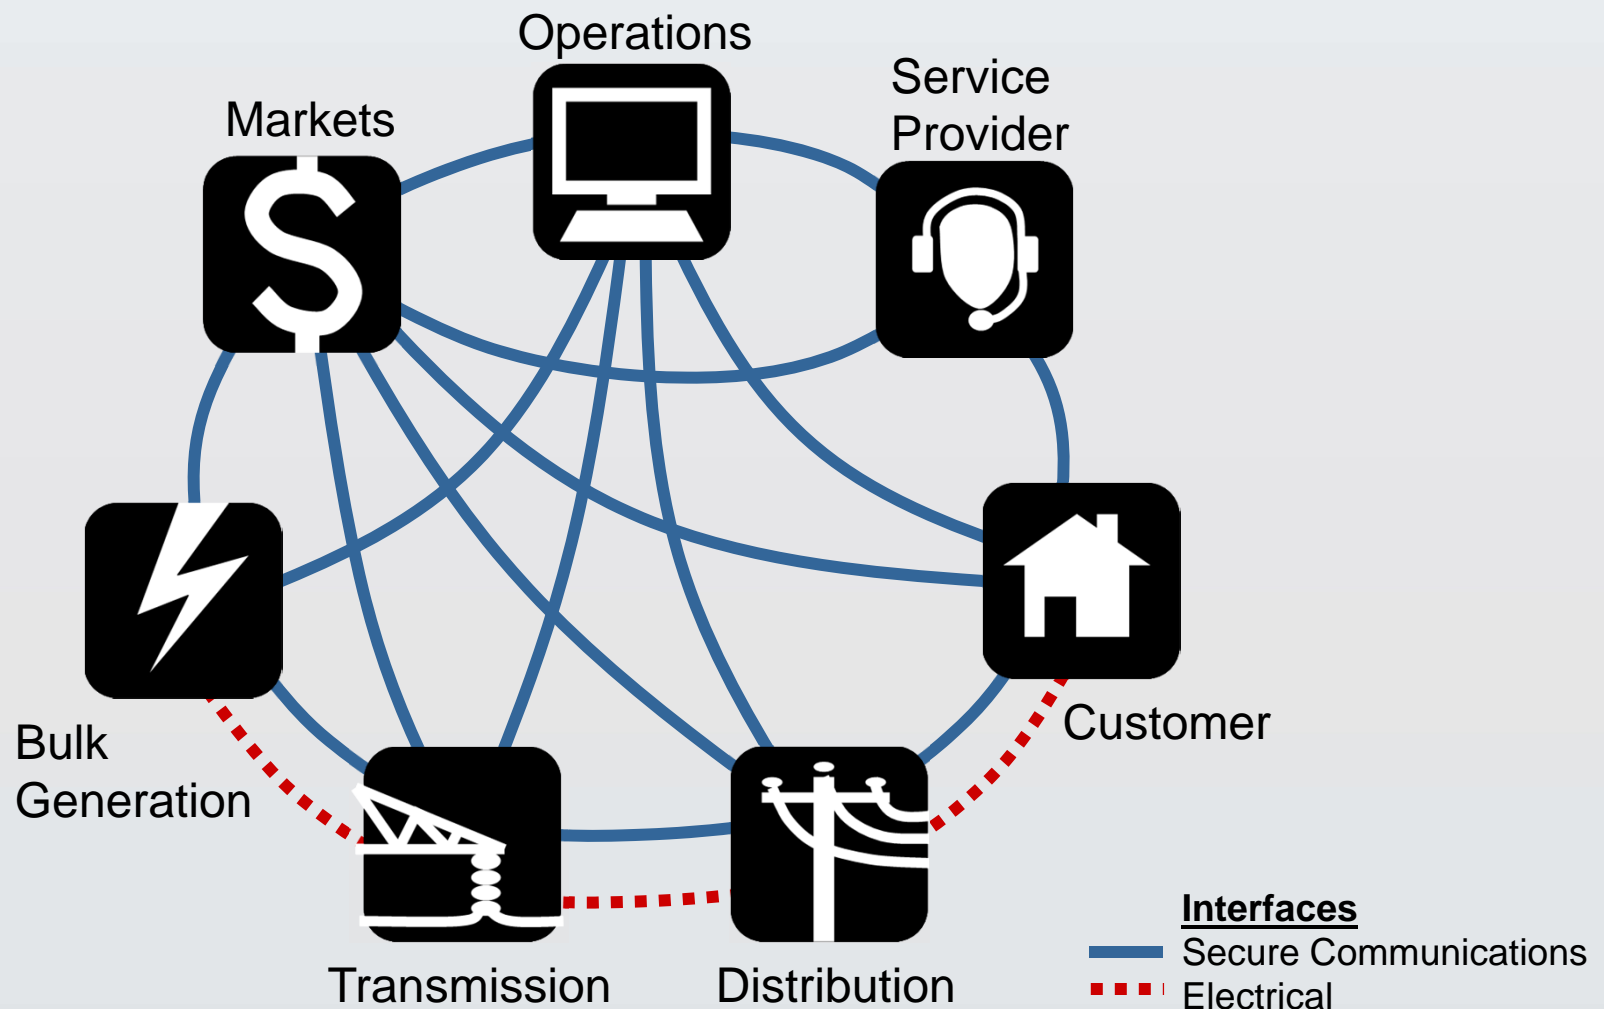 Operations
Service
Provider
Markets
Bulk
Generation
Customer
Transmission
Distribution
Interfaces
Secure Communications
Electrical